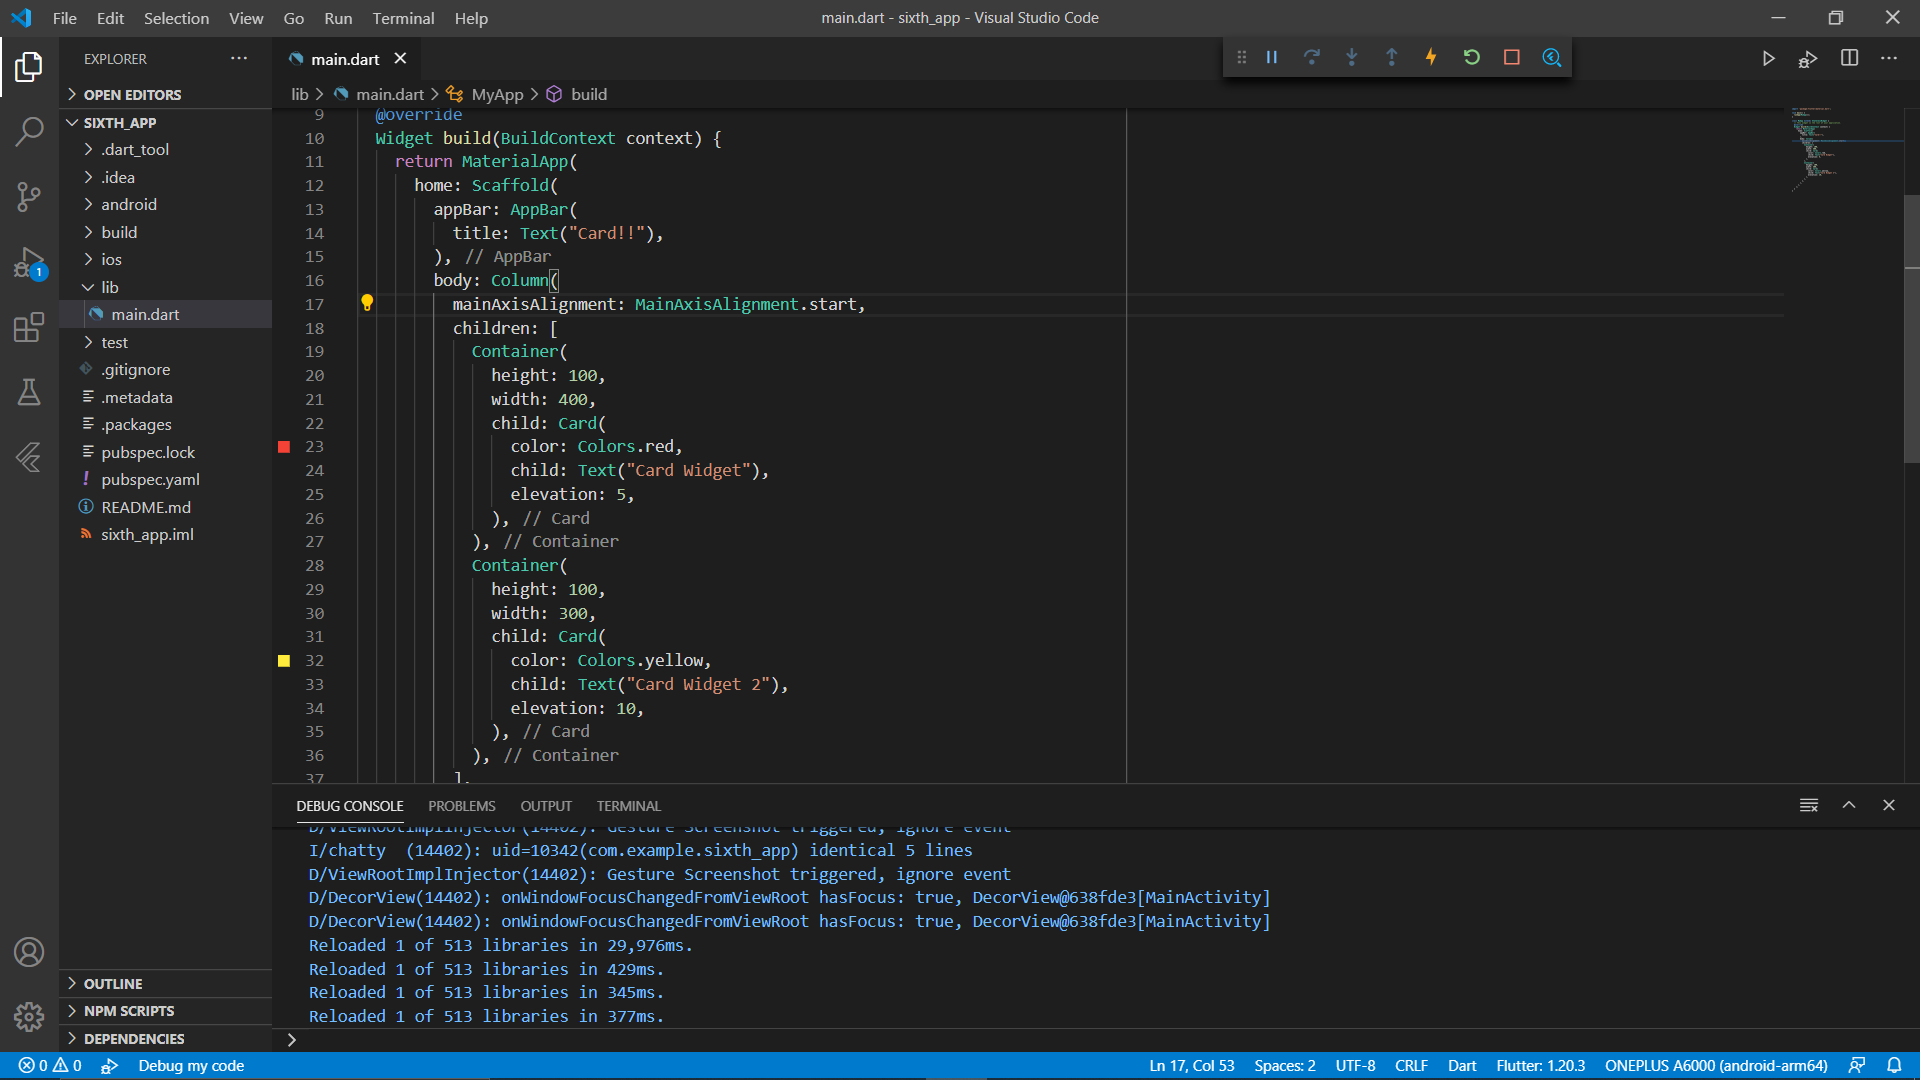 File Edit Selection View Go Run Terminal Help
main.dart - sixth_app - Visual Studio Code
EXPLORER
main.dart
OPEN EDITORS
SIXTH_APP
.dart_tool
.idea
android
build
ios
lib
main.dart
test
.gitignore
.metadata
.packages
pubspec.lock
! pubspec.yaml
README.md
sixth_app.iml
OUTLINE
NPM SCRIPTS
DEPENDENCIES
1
lib > main.dart > MyApp > build
9 @override
10 Widget build(BuildContext context) {
11 return MaterialApp(
12 home: Scaffold(
13 appBar: AppBar(
14 title: Text("Card!!"),
15 ), // AppBar
16 body: Column(
17 mainAxisAlignment: MainAxisAlignment.start,
18 children: [
19 Container(
20 height: 100,
21 width: 400,
22 child: Card(
23 color: Colors.red,
24 child: Text("Card Widget"),
25 elevation: 5,
26 ), // Card
27 ), // Container
28 Container(
29 height: 100,
30 width: 300,
31 child: Card(
32 color: Colors.yellow,
33 child: Text("Card Widget 2"),
34 elevation: 10,
35 ), // Card
36 ), // Container
37 ],
DEBUG CONSOLE PROBLEMS OUTPUT TERMINAL
D/ViewRootImplInjector(14402): Gesture Screenshot triggered, ignore event
I/chatty (14402): uid=10342(com.example.sixth_app) identical 5 lines
D/ViewRootImplInjector(14402): Gesture Screenshot triggered, ignore event
D/DecorView(14402): onWindowFocusChangedFromViewRoot hasFocus: true, DecorView@638fde3[MainActivity]
D/DecorView(14402): onWindowFocusChangedFromViewRoot hasFocus: true, DecorView@638fde3[MainActivity]
Reloaded 1 of 513 libraries in 29,976ms.
Reloaded 1 of 513 libraries in 429ms.
Reloaded 1 of 513 libraries in 345ms.
Reloaded 1 of 513 libraries in 377ms.
0 0 Debug my code
Ln 17, Col 53 Spaces: 2 UTF-8 CRLF Dart Flutter: 1.20.3 ONEPLUS A6000 (android-arm64)